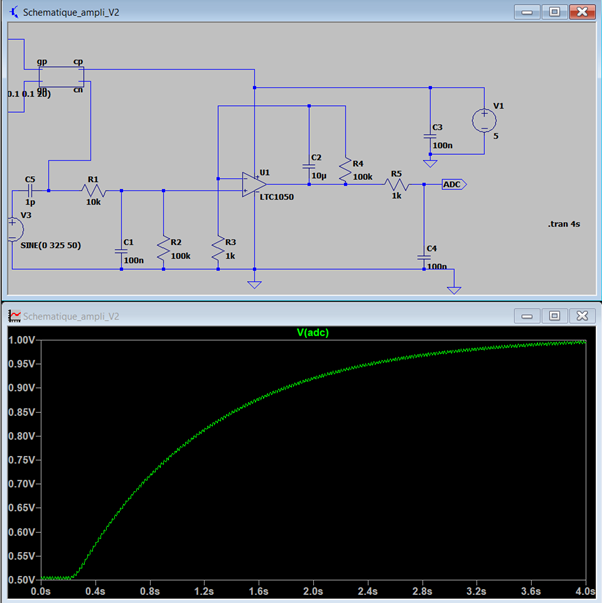 Schematique_ampli_V2
gp cp
cn
0.1 0.1 20)
V1
5
C3
100n
C5
1p
R1
10k
U1
LTC1050
C2
10µ
R4
100k
R5
1k
ADC
V3
SINE(0 325 50)
C1
100n
R2
100k
R3
1k
C4
100n
.tran 4s
Schematique_ampli_V2
V(adc)
1.00V
0.95V
0.90V
0.85V
0.80V
0.75V
0.70V
0.65V
0.60V
0.55V
0.50V
0.0s 0.4s 0.8s 1.2s 1.6s 2.0s 2.4s 2.8s 3.2s 3.6s 4.0s